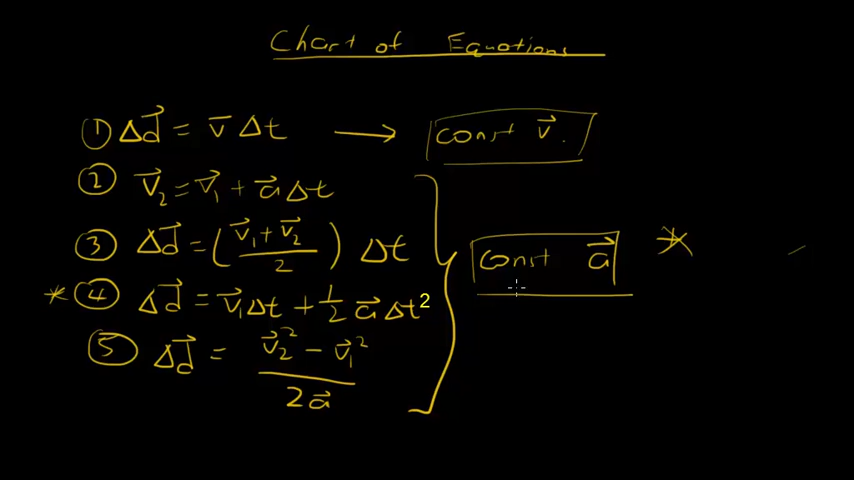 Chart of Equations
① Δd⃗ = v⃗ Δt → const v⃗.
② v⃗₂ = v⃗₁ + a⃗Δt
③ Δd⃗ = (v⃗₁ + v⃗₂ / 2) Δt
const a⃗ *
* ④ Δd⃗ = v⃗₁Δt + 1/2 a⃗Δt²
⑤ Δd⃗ = v⃗₂² − v⃗₁² / 2a⃗